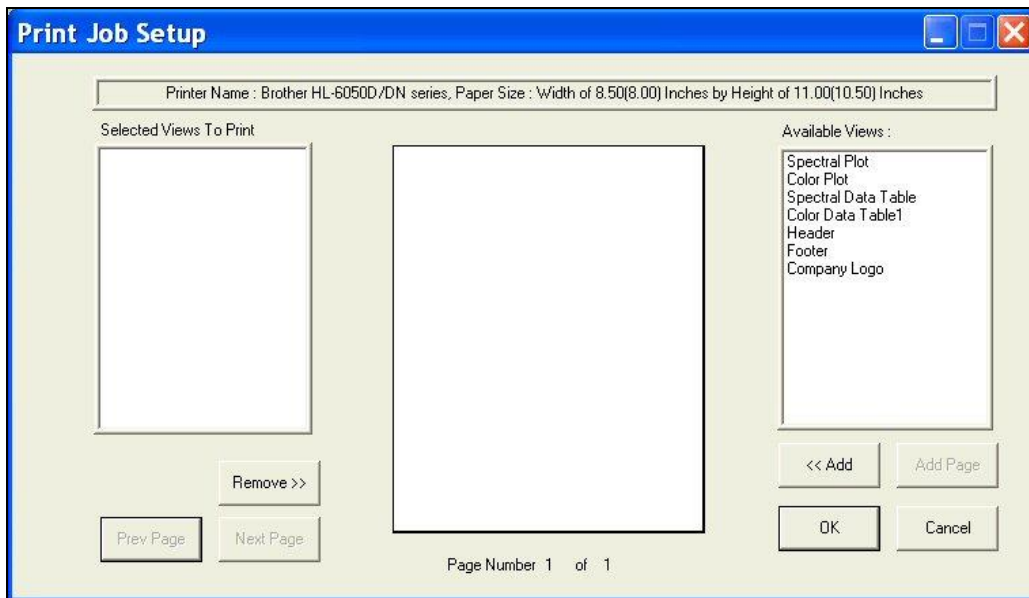 Print Job Setup
Printer Name : Brother HL-6050D/DN series, Paper Size : Width of 8.50(8.00) Inches by Height of 11.00(10.50) Inches
Selected Views To Print
Available Views :
Spectral Plot
Color Plot
Spectral Data Table
Color Data Table1
Header
Footer
Company Logo
<< Add
Add Page
Remove >>
OK
Cancel
Prev Page
Next Page
Page Number 1 of 1